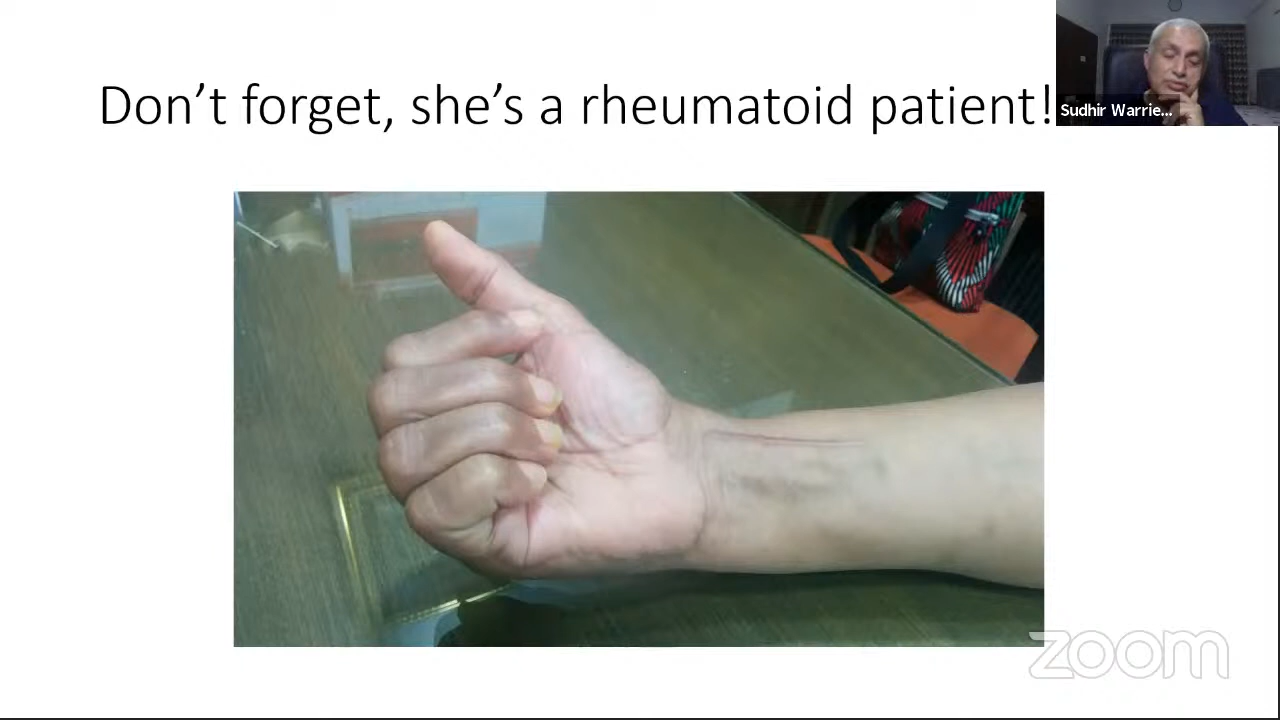 Don’t forget, she’s a rheumatoid patient!
Sudhir Warrie...
zoom